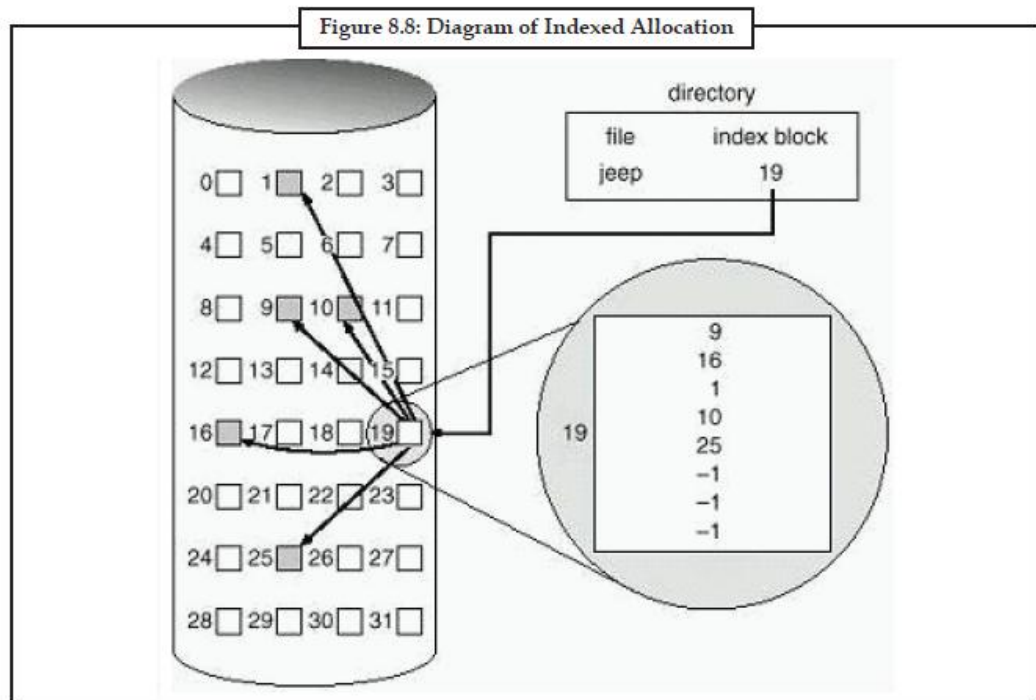 Figure 8.8: Diagram of Indexed Allocation
directory
file index block
jeep 19
0 1 2 3
4 5 6 7
8 9 10 11
12 13 14 15
16 17 18 19
20 21 22 23
24 25 26 27
28 29 30 31
19
9
16
1
10
25
–1
–1
–1